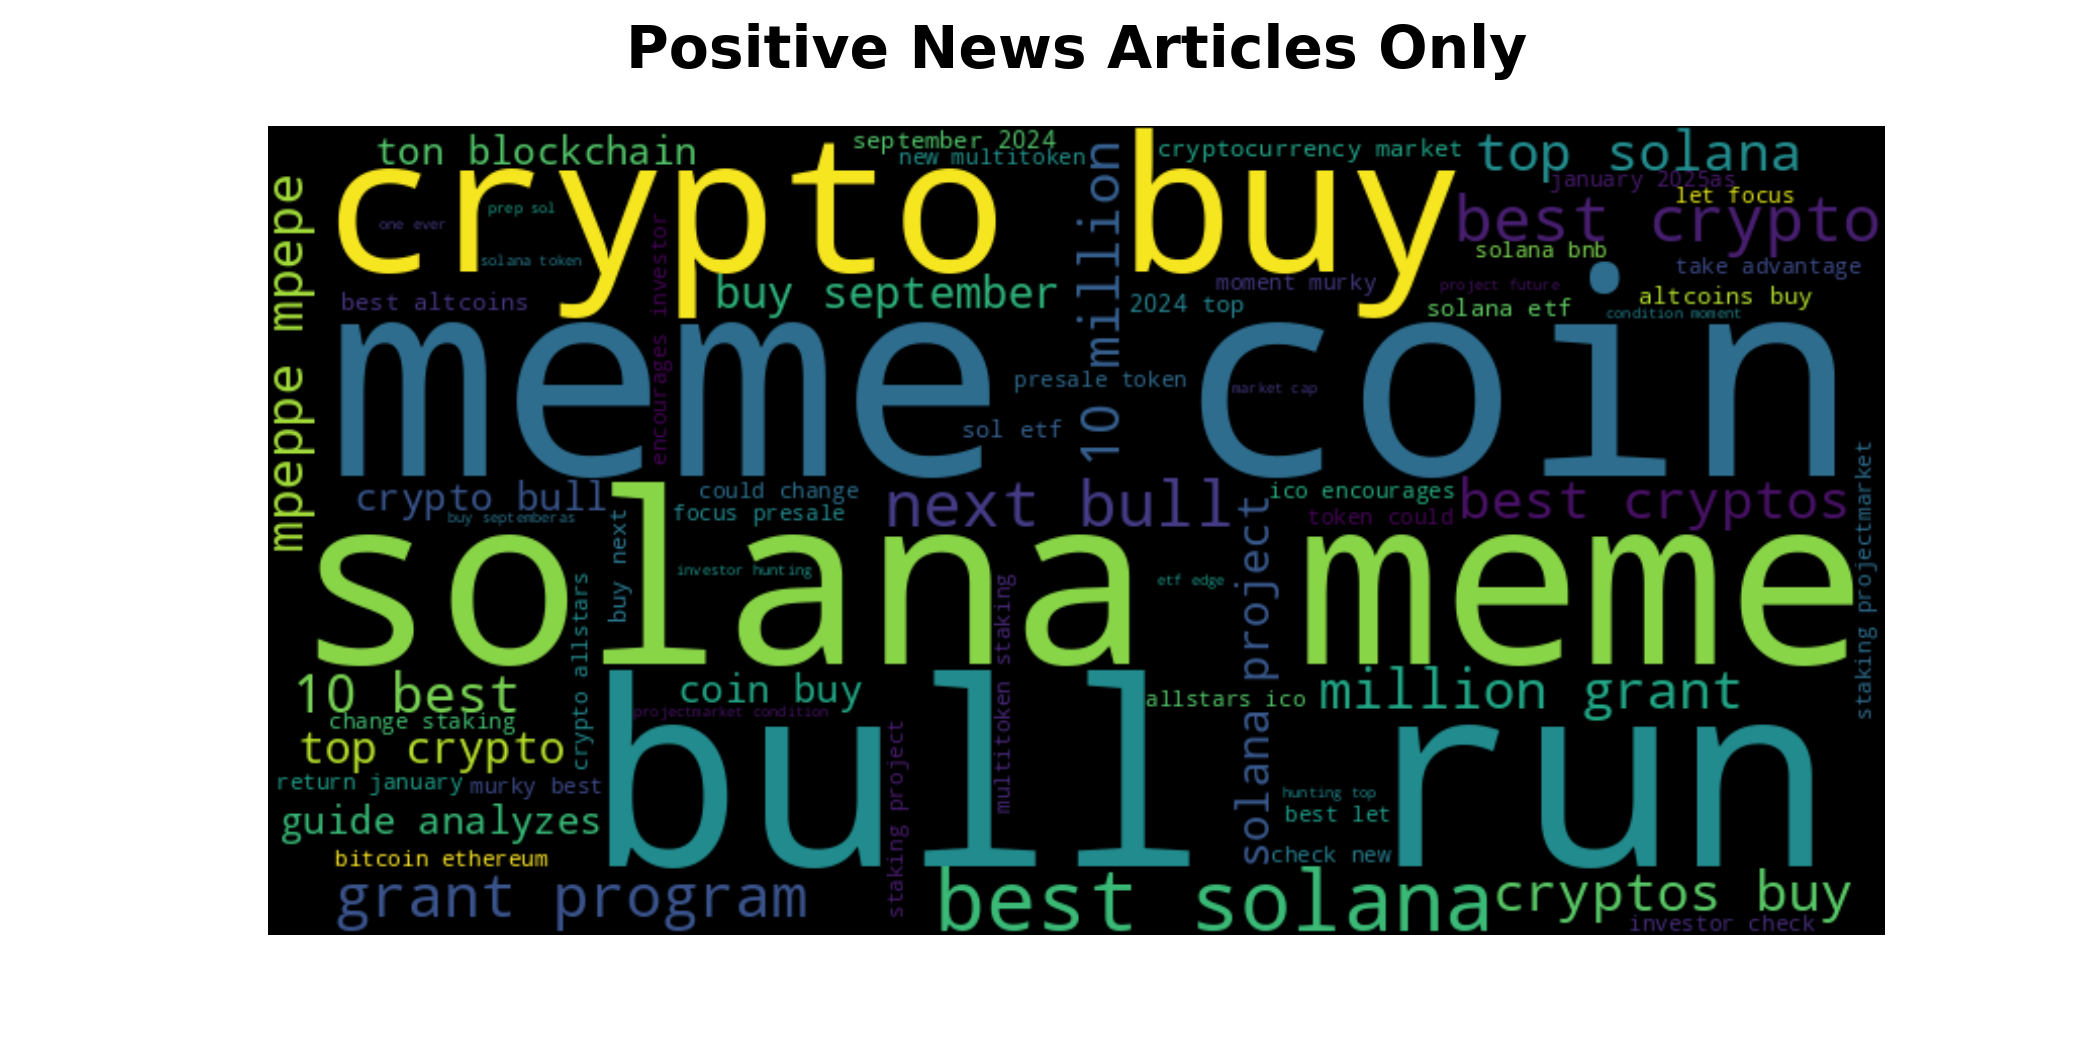 Positive News Articles Only
ton blockchain
september 2024
new multitoken
cryptocurrency market
top solana
january 2025as
let focus
mpeppe mpepe
crypto buy
prep sol
one ever
solana token
encourages investor
10 million
best crypto
solana bnb
take advantage
best altcoins
buy september
moment murky
project future
2024 top
solana etf
altcoins buy
condition moment
meme coin
presale token
market cap
sol etf
crypto bull
buy septemberas
could change
focus presale
next bull
ico encourages
token could
best cryptos
staking projectmarket
solana meme
buy next
investor hunting
etf edge
crypto allstars
multitoken staking
solana project
10 best
change staking
coin buy
projectmarket condition
allstars ico
million grant
top crypto
bull run
return january
murky best
staking project
hunting top
best let
guide analyzes
check new
bitcoin ethereum
grant program
best solana
cryptos buy
investor check